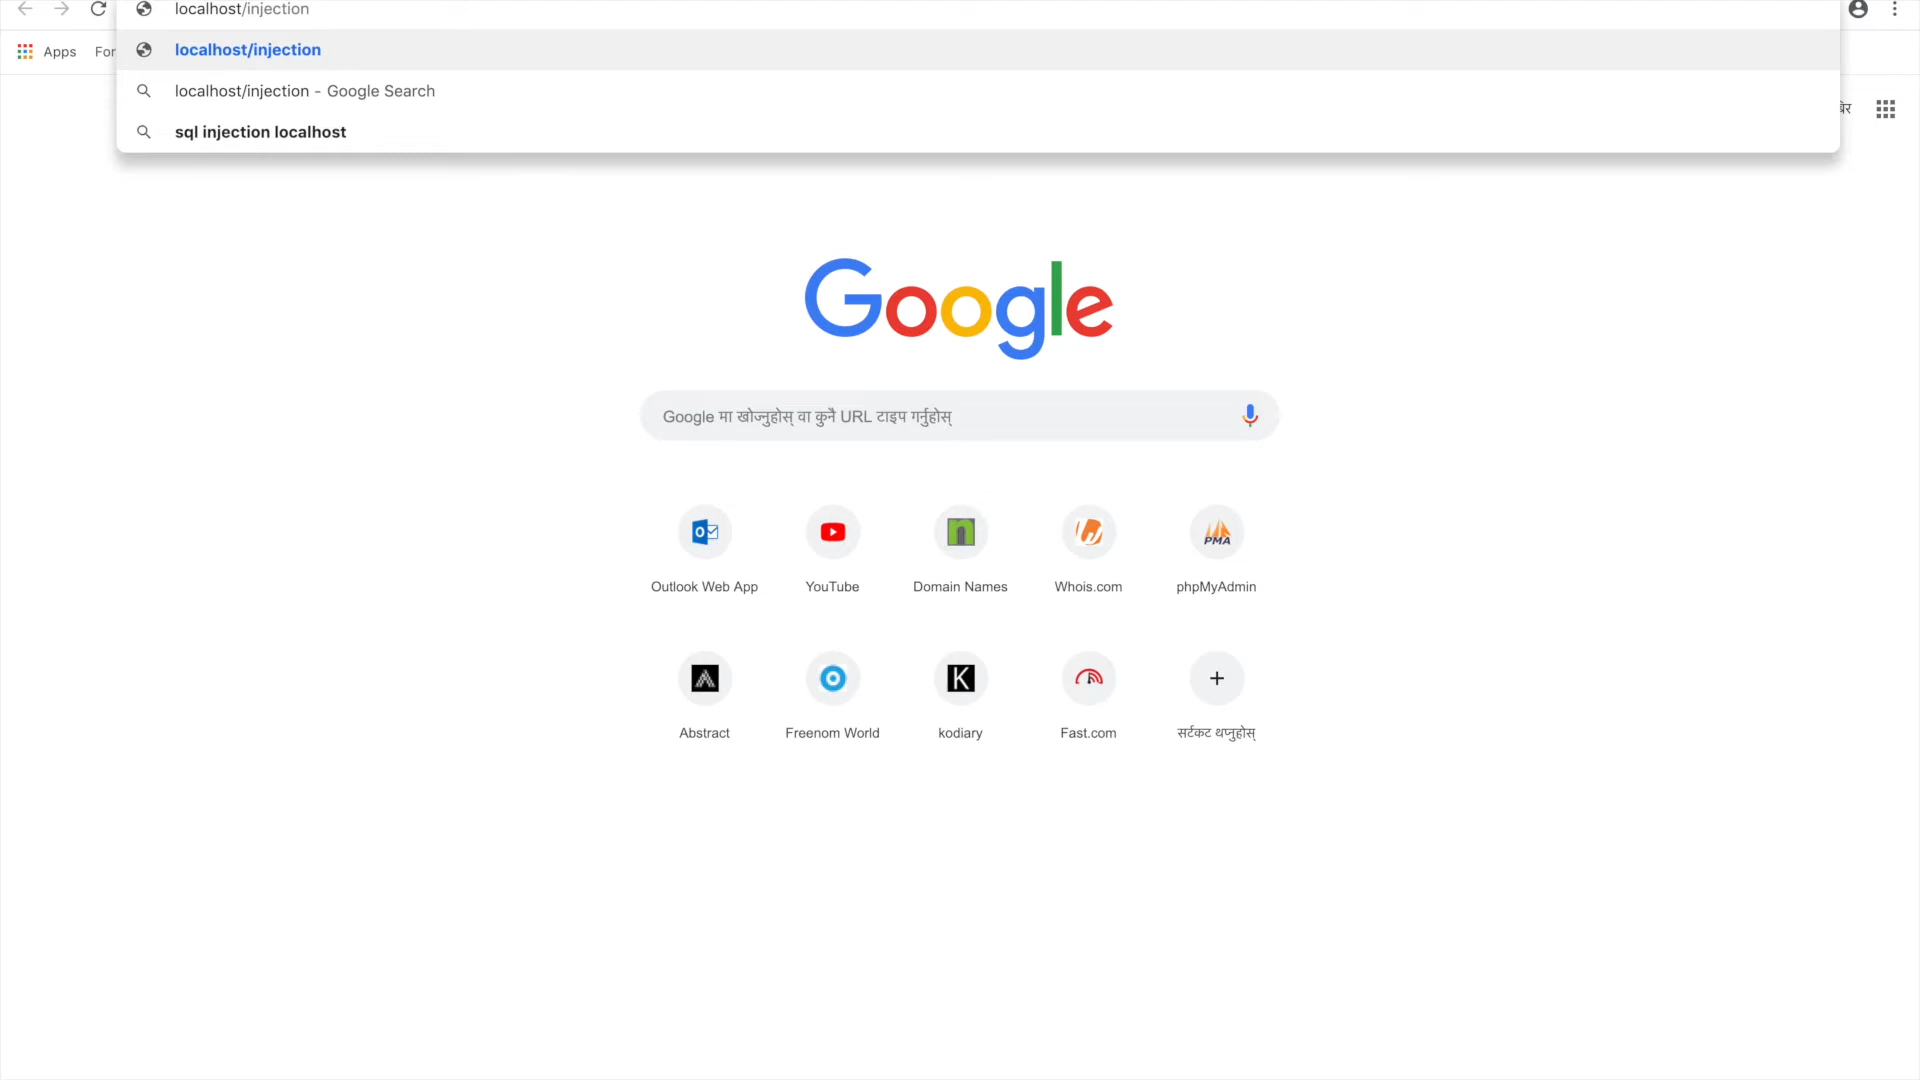 localhost/injection
Apps
For
localhost/injection
localhost/injection - Google Search
sql injection localhost
Google
Google मा खोज्नुहोस् वा कुनै URL टाइप गर्नुहोस्
Outlook Web App
YouTube
Domain Names
Whois.com
PMA
phpMyAdmin
Abstract
Freenom World
K
kodiary
Fast.com
सर्टकट थप्नुहोस्